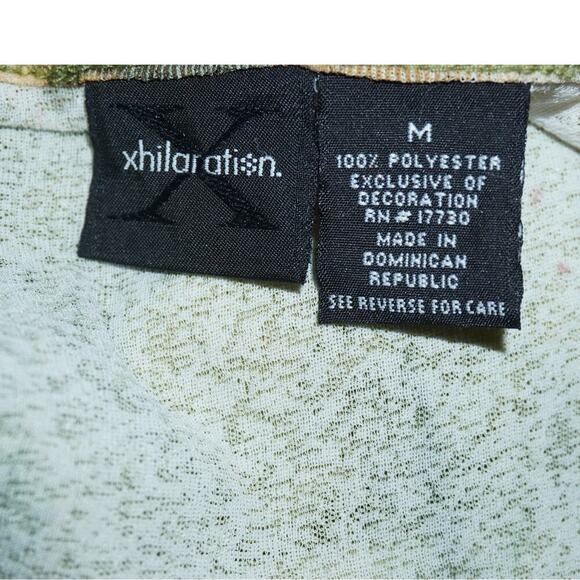 X
xhilaration.
M
100% POLYESTER
EXCLUSIVE OF
DECORATION
RN# 17730
MADE IN
DOMINICAN
REPUBLIC
SEE REVERSE FOR CARE